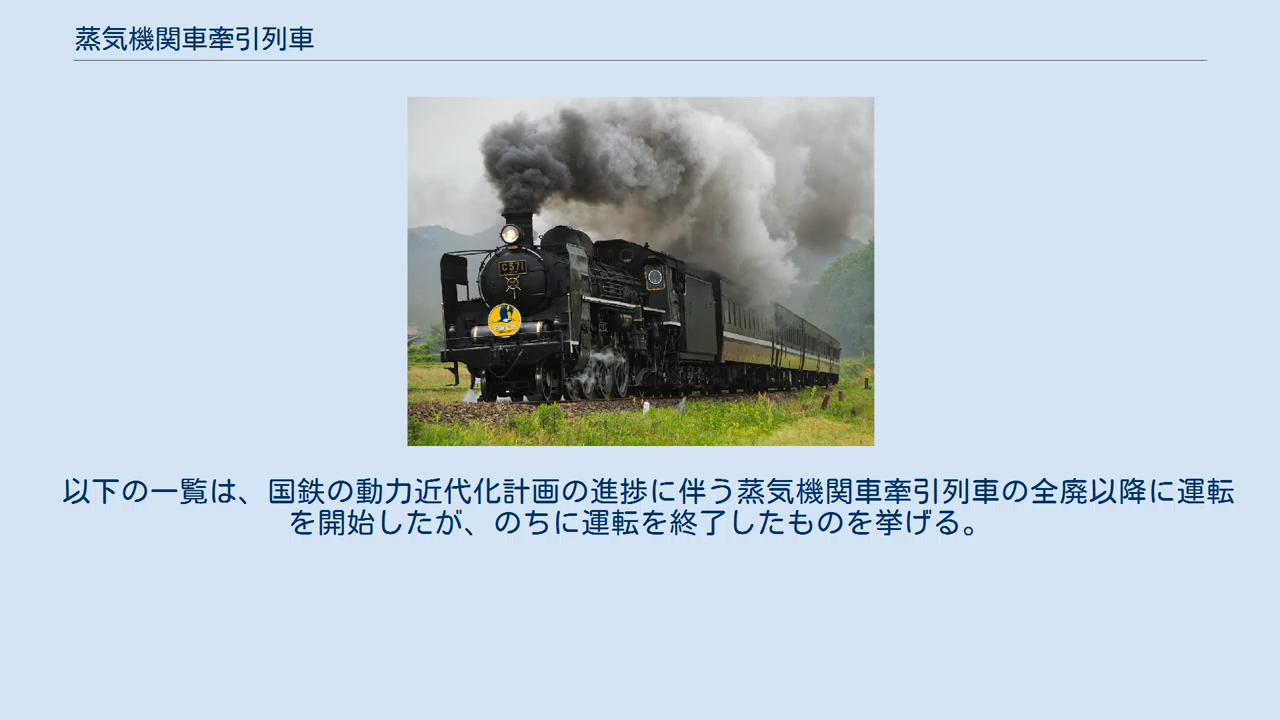 蒸気機関車牽引列車
C571
以下の一覧は、国鉄の動力近代化計画の進捗に伴う蒸気機関車牽引列車の全廃以降に運転
を開始したが、のちに運転を終了したものを挙げる。